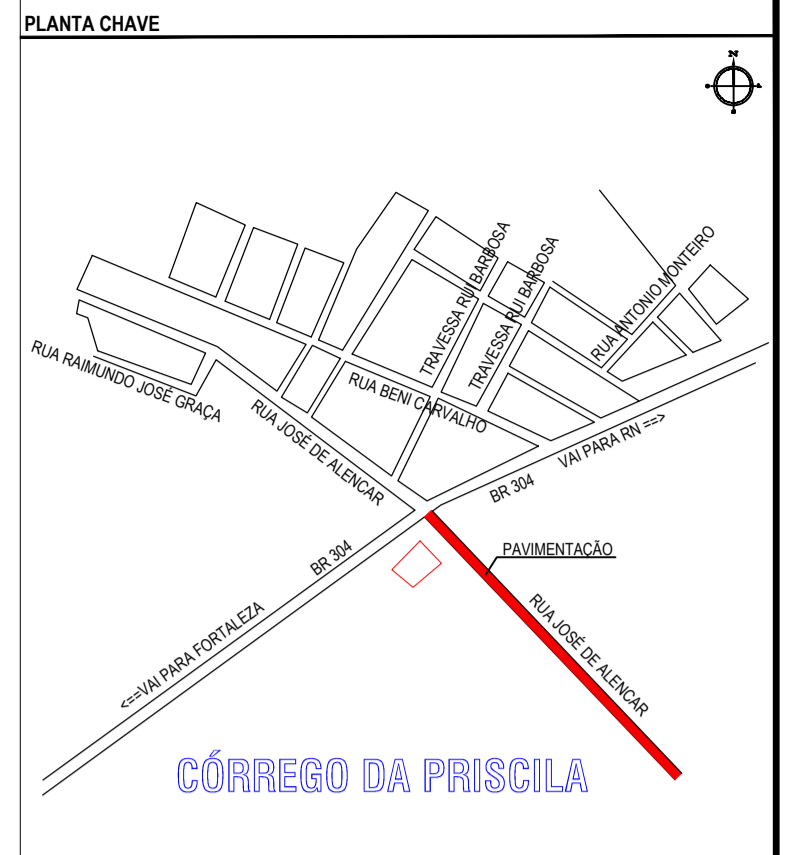 PLANTA CHAVE
N
TRAVESSA RUI BARBOSA
TRAVESSA RUI BARBOSA
RUA ANTONIO MONTEIRO
RUA RAIMUNDO JOSÉ GRAÇA
RUA BENI CARVALHO
RUA JOSÉ DE ALENCAR
VAI PARA RN ==>
BR 304
PAVIMENTAÇÃO
BR 304
RUA JOSÉ DE ALENCAR
<==VAI PARA FORTALEZA
CÓRREGO DA PRISCILA